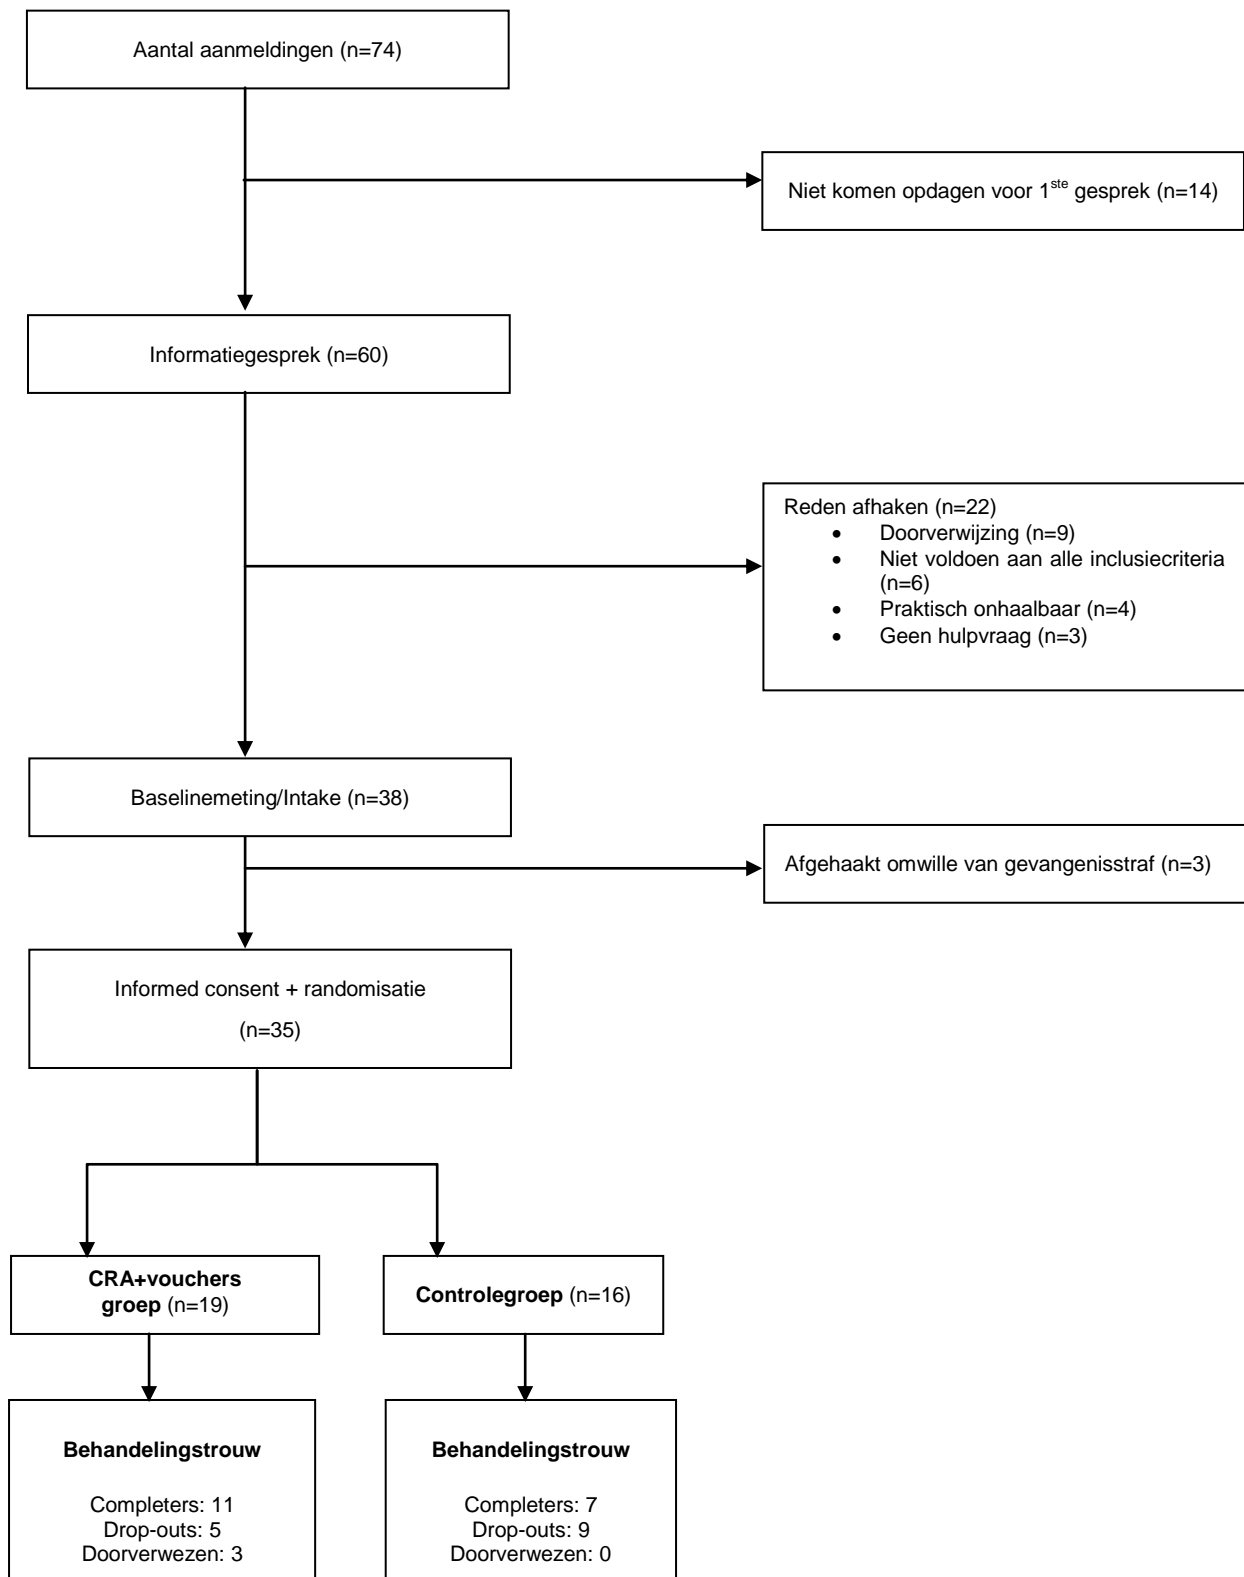 Aantal aanmeldingen (n=74)
Niet komen opdagen voor 1ste gesprek (n=14)
Informatiegesprek (n=60)
Reden afhaken (n=22)
• Doorverwijzing (n=9)
• Niet voldoen aan alle inclusiecriteria
(n=6)
• Praktisch onhaalbaar (n=4)
• Geen hulpvraag (n=3)
Baselinemeting/Intake (n=38)
Afgehaakt omwille van gevangenisstraf (n=3)
Informed consent + randomisatie
(n=35)
CRA+vouchers
groep (n=19)
Controlegroep (n=16)
Behandelingstrouw
Completers: 11
Drop-outs: 5
Doorverwezen: 3
Behandelingstrouw
Completers: 7
Drop-outs: 9
Doorverwezen: 0